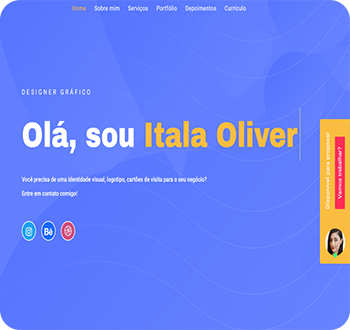 Home Sobre mim Serviços Portfólio Depoimentos Currículo
DESIGNER GRÁFICO
Olá, sou Itala Oliver
Você precisa de uma identidade visual, logotipo, cartões de visita para o seu negócio?
Entre em contato comigo!
Bē
Disponível para projetos!
Vamos trabalhar?